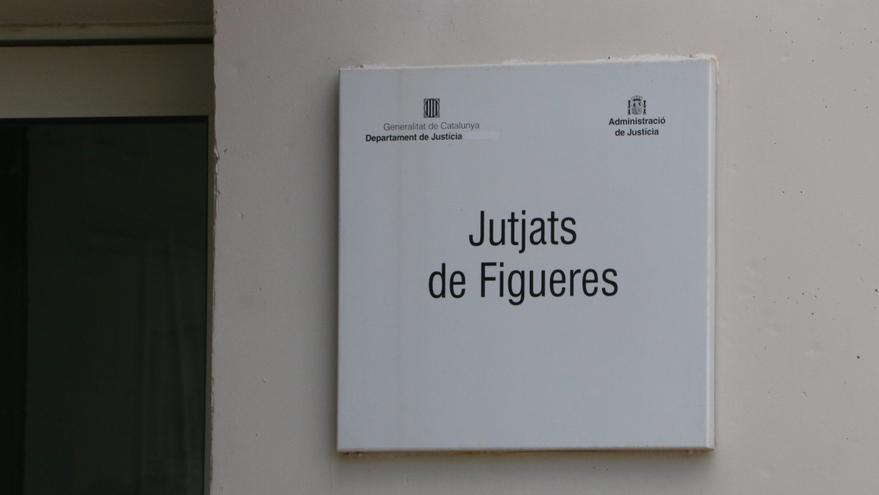 Generalitat de Catalunya
Departament de Justícia
Administració
de Justícia
Jutjats
de Figueres